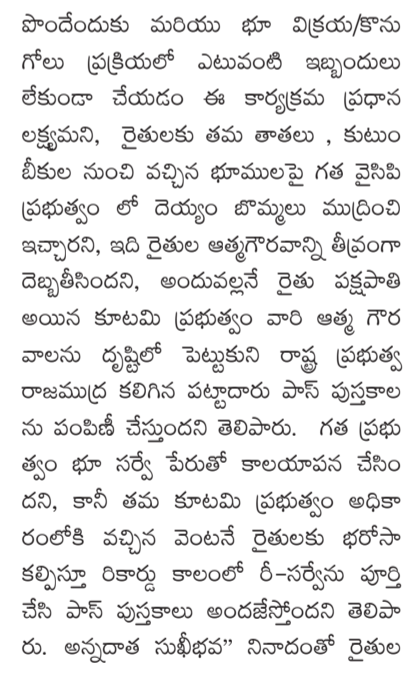 పొందేందుకు మరియు భూ విక్రయ/కొను
గోలు ప్రక్రియలో ఎటువంటి ఇబ్బందులు
లేకుండా చేయడం ఈ కార్యక్రమ ప్రధాన
లక్ష్యమని, రైతులకు తమ తాతలు , కుటుం
బీకుల నుంచి వచ్చిన భూములపై గత వైసిపి
ప్రభుత్వం లో దెయ్యం బొమ్మలు ముద్రించి
ఇచ్చారని, ఇది రైతుల ఆత్మగౌరవాన్ని తీవ్రంగా
దెబ్బతీసిందని, అందువల్లనే రైతు పక్షపాతి
అయిన కూటమి ప్రభుత్వం వారి ఆత్మ గౌర
వాలను దృష్టిలో పెట్టుకుని రాష్ట్ర ప్రభుత్వ
రాజముద్ర కలిగిన పట్టాదారు పాస్ పుస్తకాల
ను పంపిణీ చేస్తుందని తెలిపారు. గత ప్రభు
త్వం భూ సర్వే పేరుతో కాలయాపన చేసిం
దని, కానీ తమ కూటమి ప్రభుత్వం అధికా
రంలోకి వచ్చిన వెంటనే రైతులకు భరోసా
కల్పిస్తూ రికార్డు కాలంలో రీ-సర్వేను పూర్తి
చేసి పాస్ పుస్తకాలు అందజేస్తోందని తెలిపా
రు. అన్నదాత సుఖీభవ” నినాదంతో రైతుల